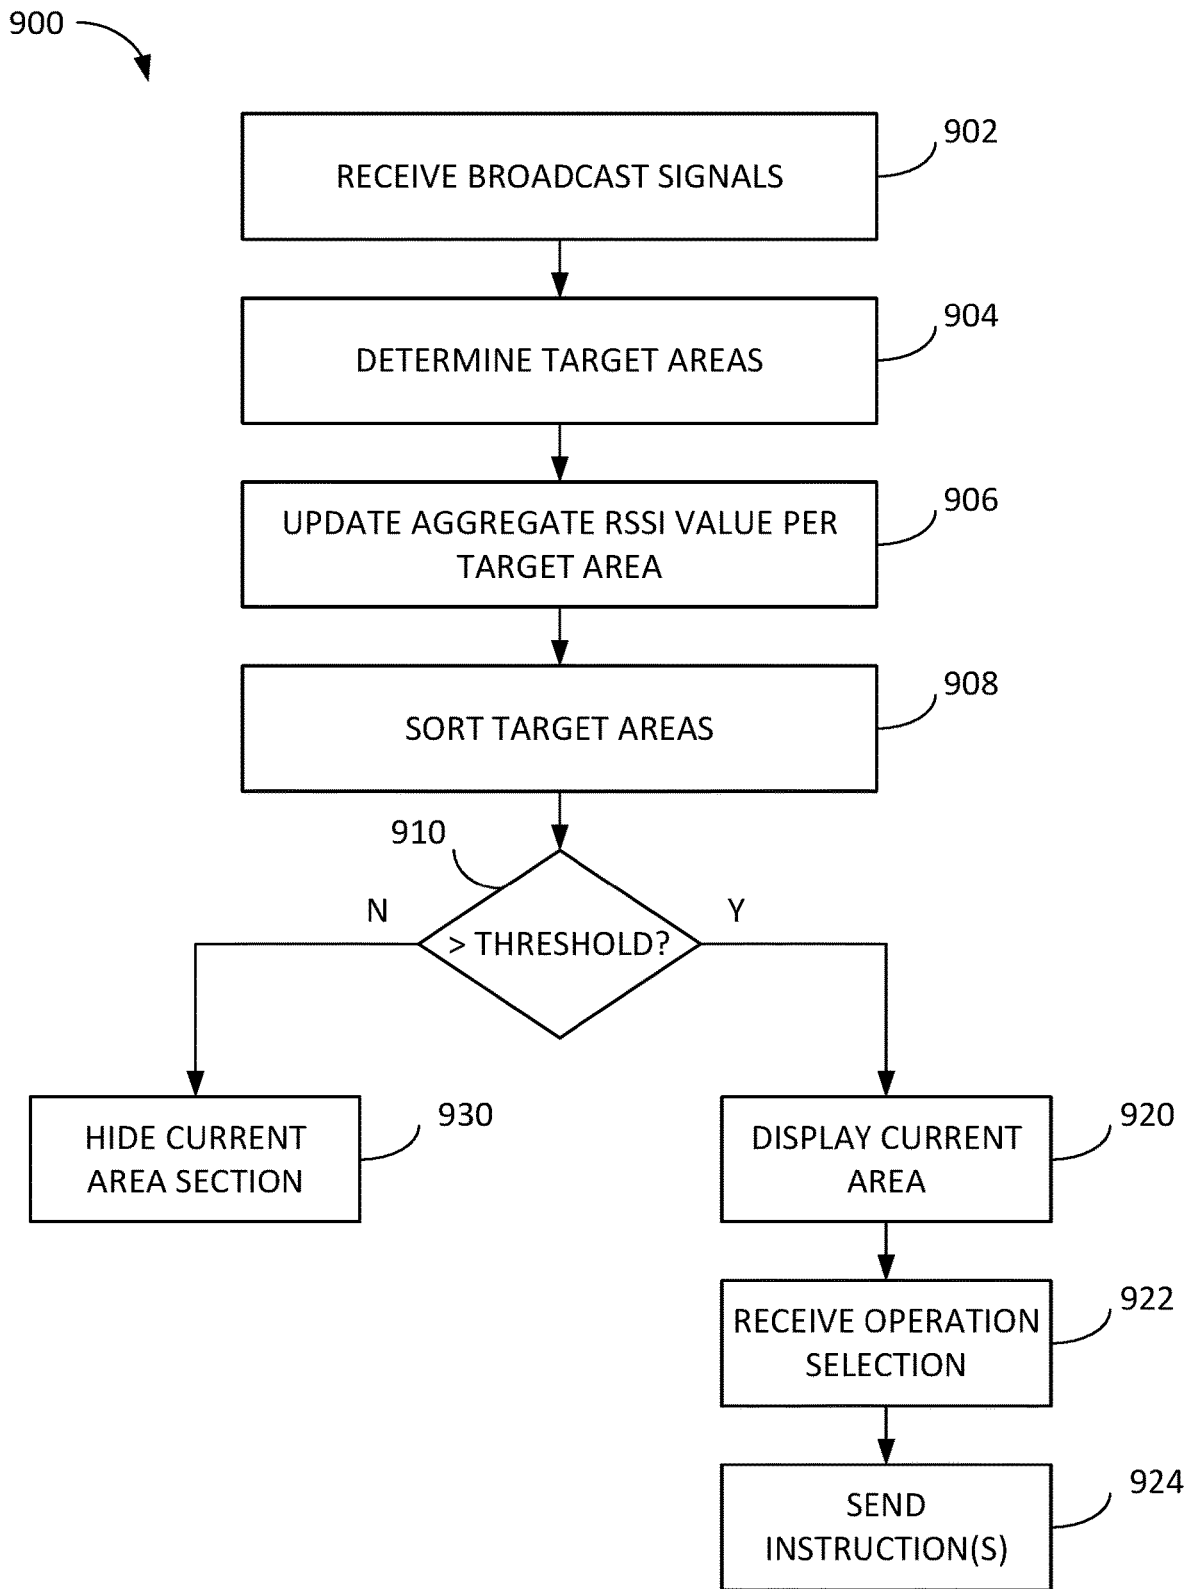 900
902
RECEIVE BROADCAST SIGNALS
904
DETERMINE TARGET AREAS
906
UPDATE AGGREGATE RSSI VALUE PER
TARGET AREA
908
SORT TARGET AREAS
910
N
Y
> THRESHOLD?
930
HIDE CURRENT
AREA SECTION
920
DISPLAY CURRENT
AREA
922
RECEIVE OPERATION
SELECTION
924
SEND
INSTRUCTION(S)